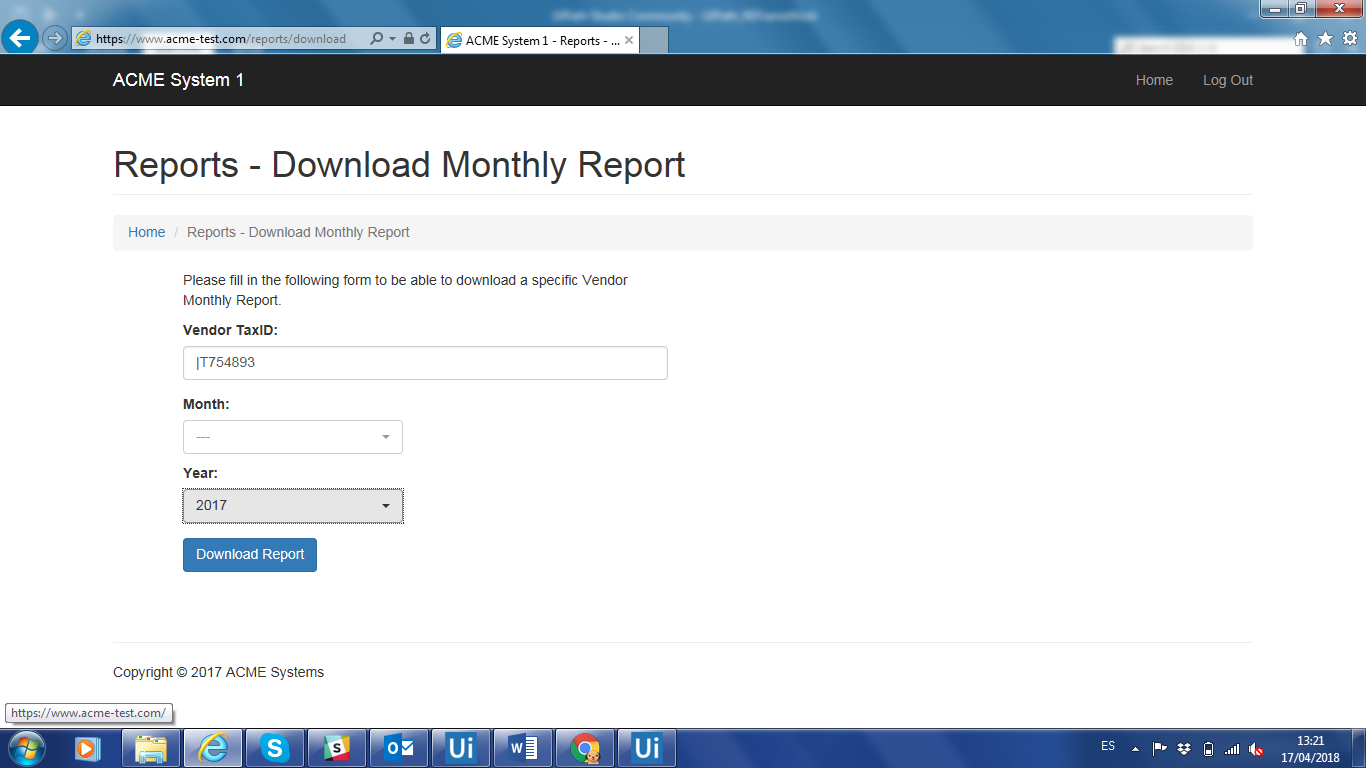 https://www.acme-test.com/reports/download
ACME System 1 - Reports - ...
ACME System 1
Home
Log Out
Reports - Download Monthly Report
Home / Reports - Download Monthly Report
Please fill in the following form to be able to download a specific Vendor
Monthly Report.
Vendor TaxID:
|T754893
Month:
---
Year:
2017
Download Report
Copyright © 2017 ACME Systems
https://www.acme-test.com/
ES
13:21
17/04/2018